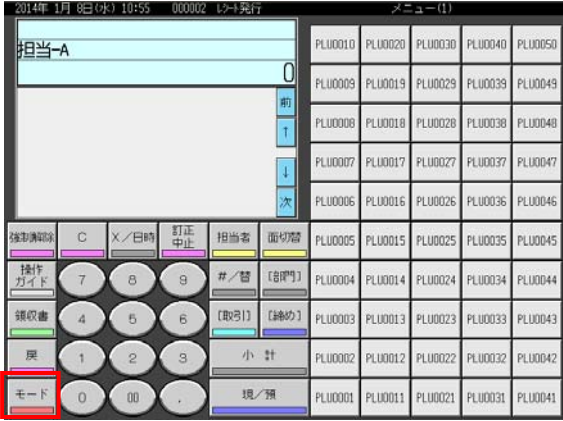 2014年 1月 8日(水) 10:55 000002 レシート発行 メニュー(1)
担当-A
0
前
↑
↓
次
PLU0010 PLU0020 PLU0030 PLU0040 PLU0050
PLU0009 PLU0019 PLU0029 PLU0039 PLU0049
PLU0008 PLU0018 PLU0028 PLU0038 PLU0048
PLU0007 PLU0017 PLU0027 PLU0037 PLU0047
PLU0006 PLU0016 PLU0026 PLU0036 PLU0046
強制解除 C X/日時 訂正
中止
担当者 面切替 PLU0005 PLU0015 PLU0025 PLU0035 PLU0045
操作
ガイド
7 8 9 #/替 [部門] PLU0004 PLU0014 PLU0024 PLU0034 PLU0044
領収書 4 5 6 [取引] [締め] PLU0003 PLU0013 PLU0023 PLU0033 PLU0043
戻 1 2 3 小 計 PLU0002 PLU0012 PLU0022 PLU0032 PLU0042
モード 0 00 . 現/預 PLU0001 PLU0011 PLU0021 PLU0031 PLU0041